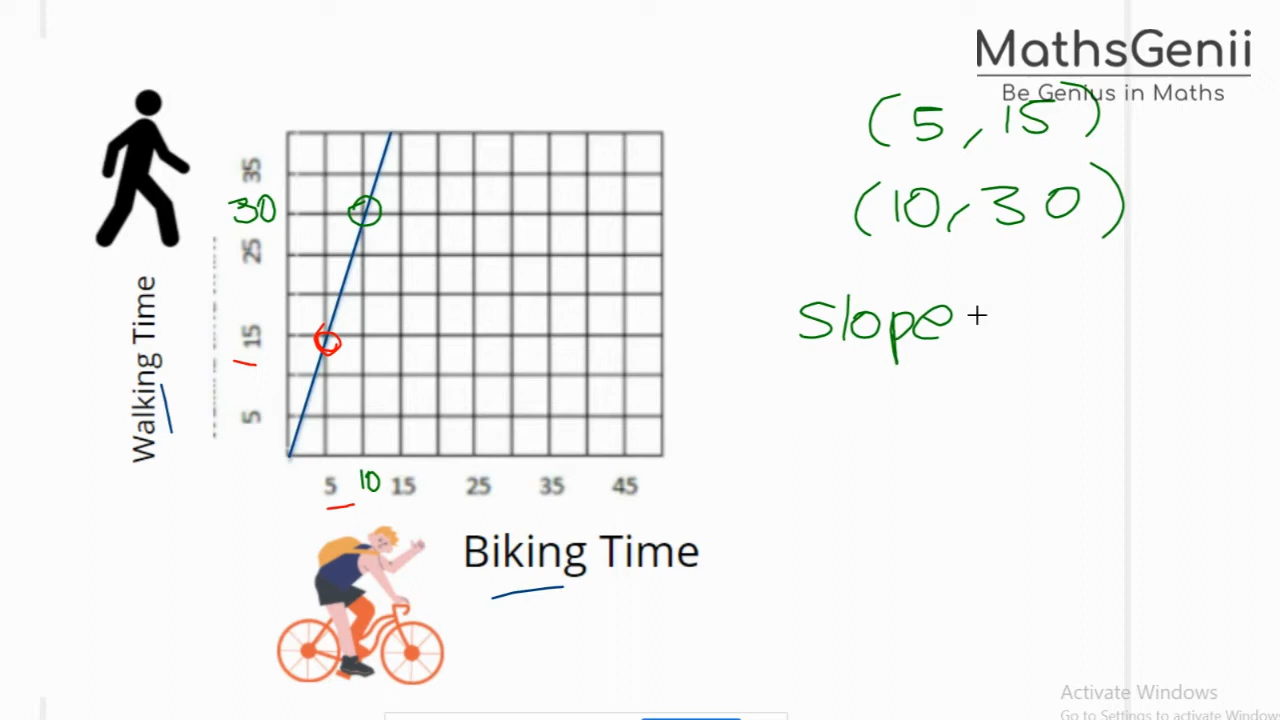 MathsGenii
Be Genius in Maths
(5, 15)
(10, 30)
slope
Walking Time
35
30
25
15
5
5 10 15 25 35 45
Biking Time
Activate Windows
Go to Settings to activate Window